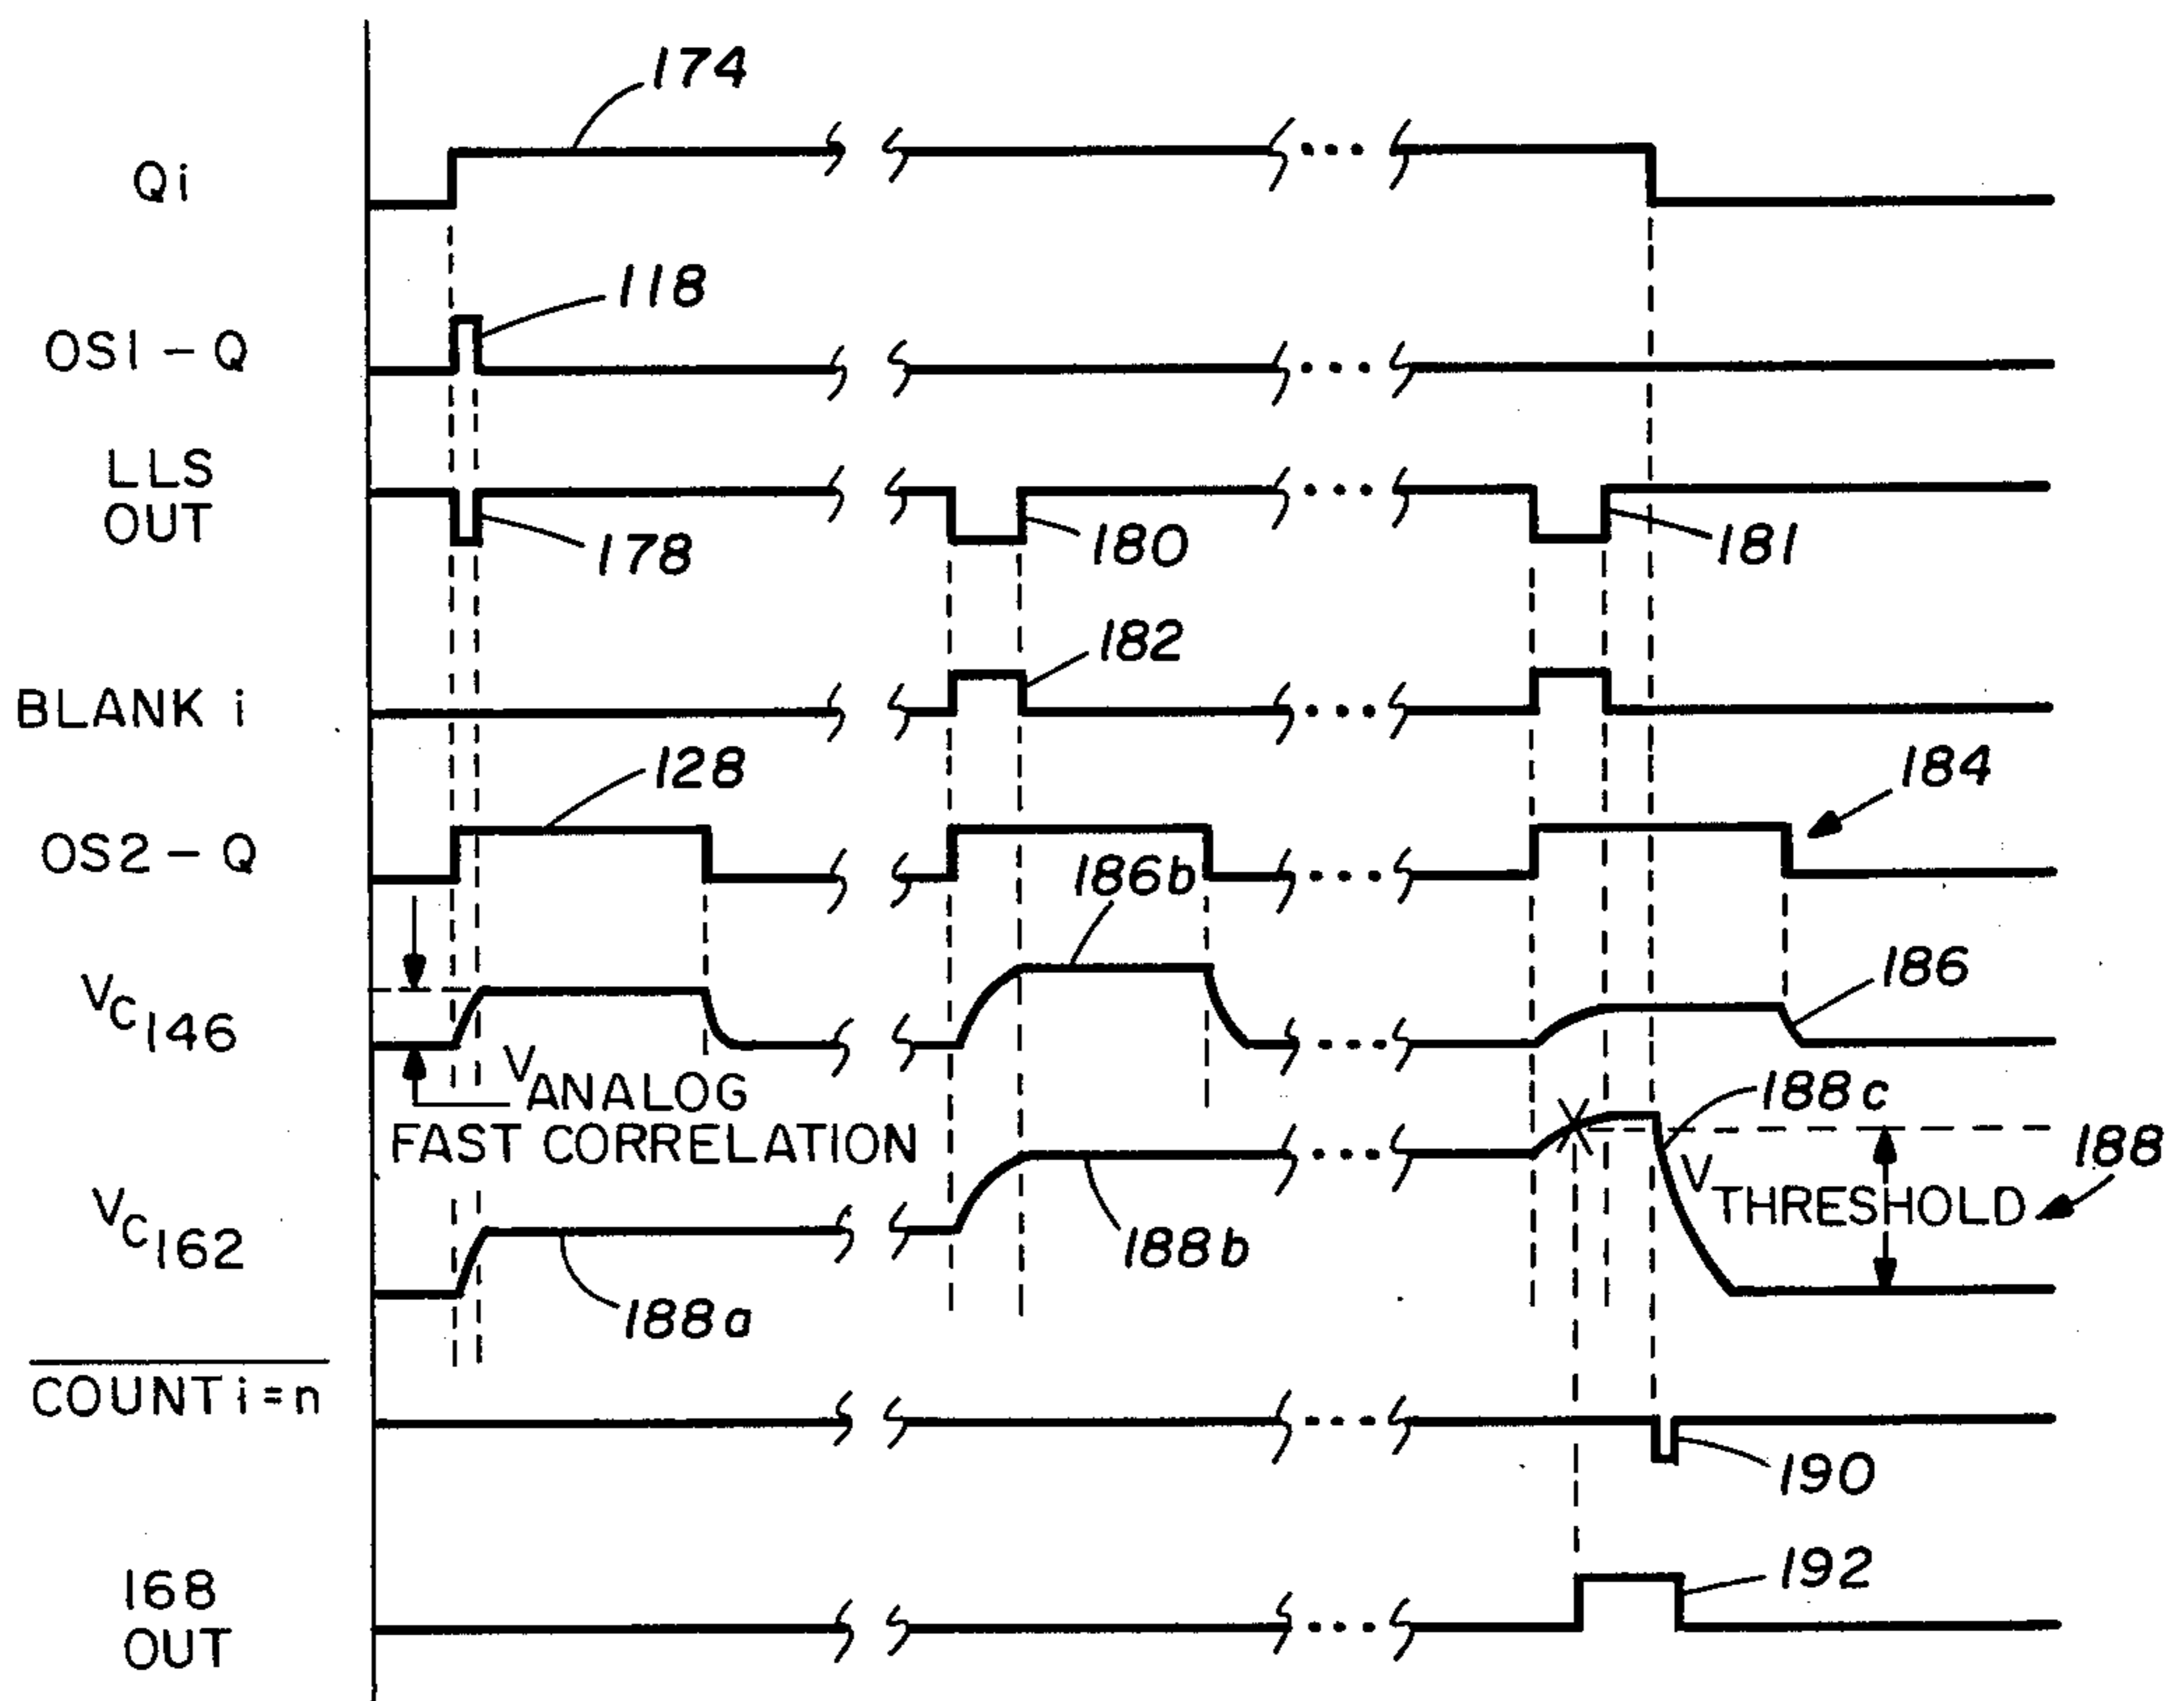 174
Qi
118
OS1 - Q
LLS
OUT
178
180
181
182
BLANK i
128
184
OS2 - Q
186b
186
VC146
VANALOG
FAST CORRELATION
188c
188
VTHRESHOLD
VC162
188b
188a
COUNT i=n
190
192
168
OUT